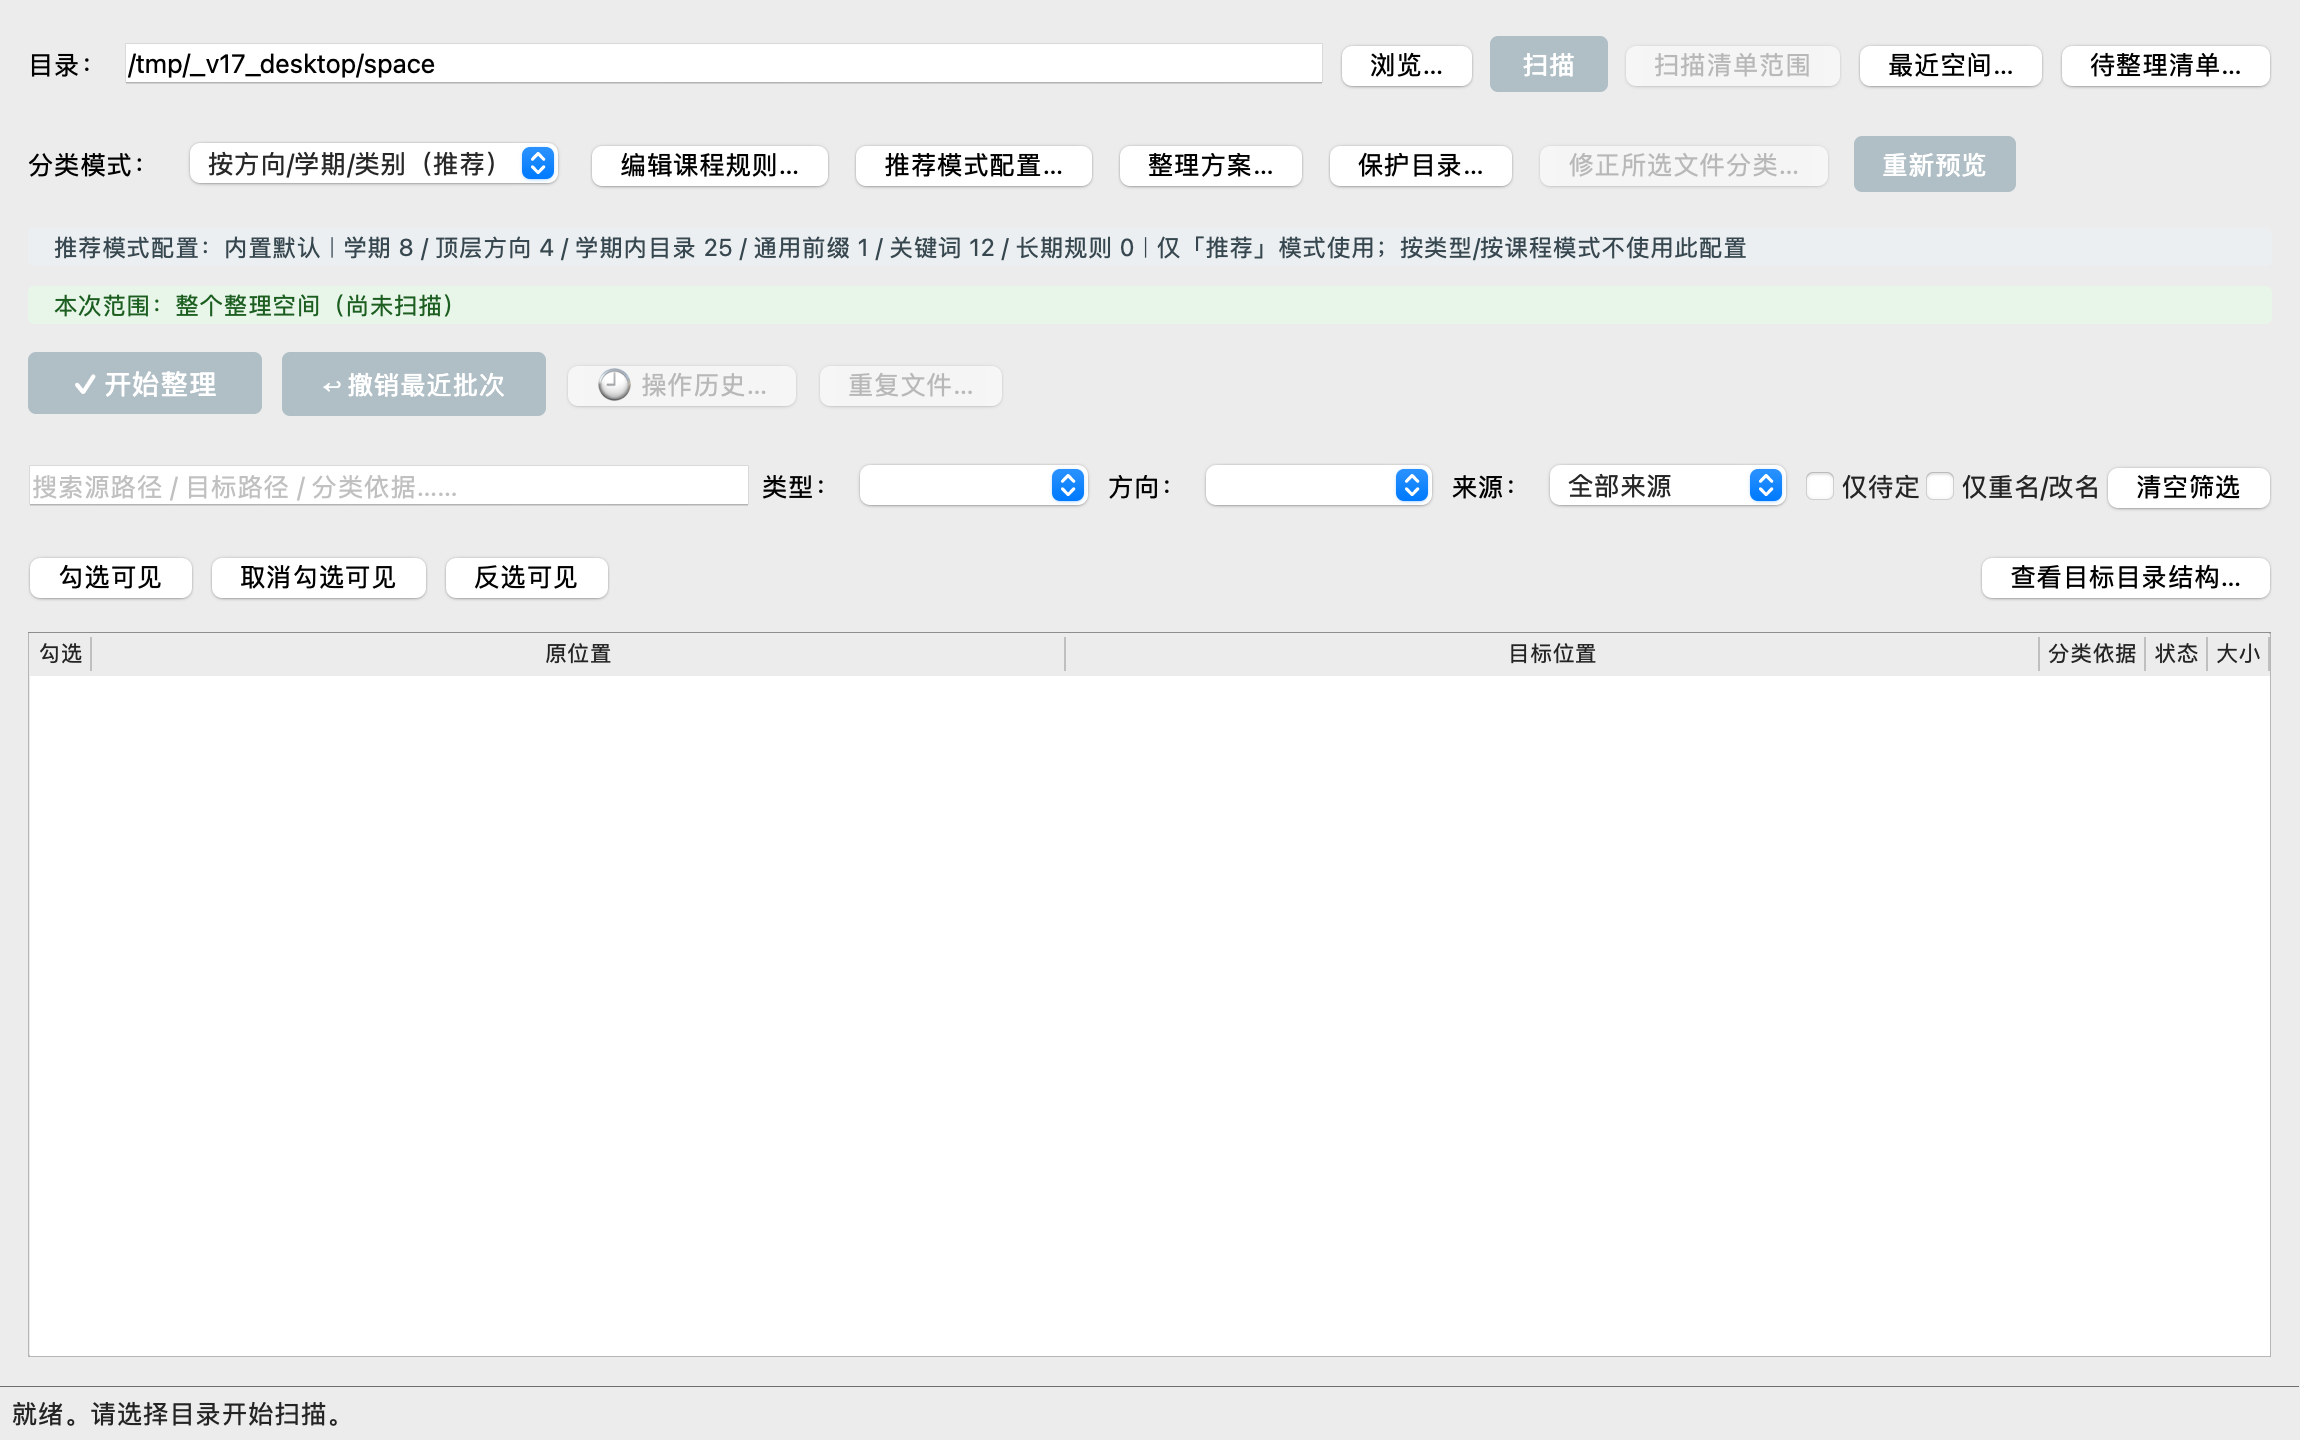 目录： /tmp/_v17_desktop/space 浏览... 扫描 扫描清单范围 最近空间... 待整理清单...
分类模式： 按方向/学期/类别（推荐） 编辑课程规则... 推荐模式配置... 整理方案... 保护目录... 修正所选文件分类... 重新预览
推荐模式配置：内置默认 | 学期 8 / 顶层方向 4 / 学期内目录 25 / 通用前缀 1 / 关键词 12 / 长期规则 0 | 仅「推荐」模式使用；按类型/按课程模式不使用此配置
本次范围：整个整理空间（尚未扫描）
✓ 开始整理 ↩ 撤销最近批次 🕘 操作历史... 重复文件...
搜索源路径 / 目标路径 / 分类依据…… 类型： 方向： 来源： 全部来源 仅待定 仅重名/改名 清空筛选
勾选可见 取消勾选可见 反选可见 查看目标目录结构...
勾选 原位置 目标位置 分类依据 状态 大小
就绪。请选择目录开始扫描。